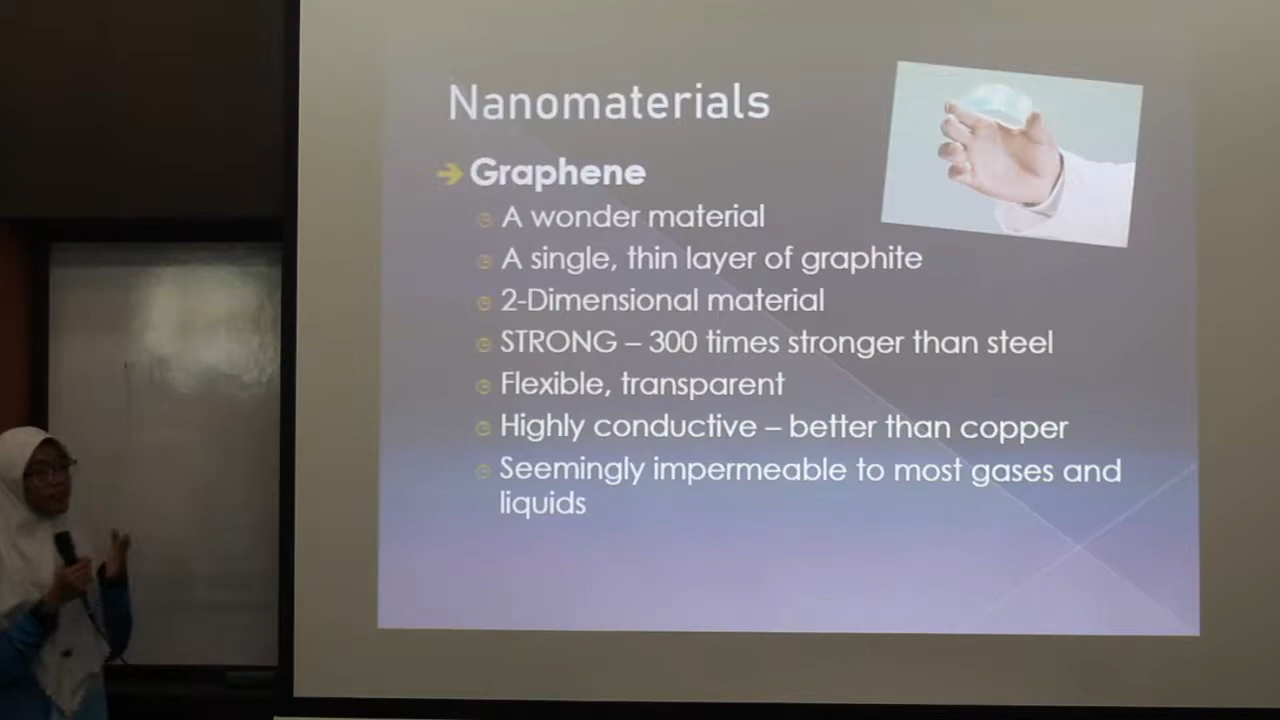 Nanomaterials
Graphene
A wonder material
A single, thin layer of graphite
2-Dimensional material
STRONG – 300 times stronger than steel
Flexible, transparent
Highly conductive – better than copper
Seemingly impermeable to most gases and
liquids